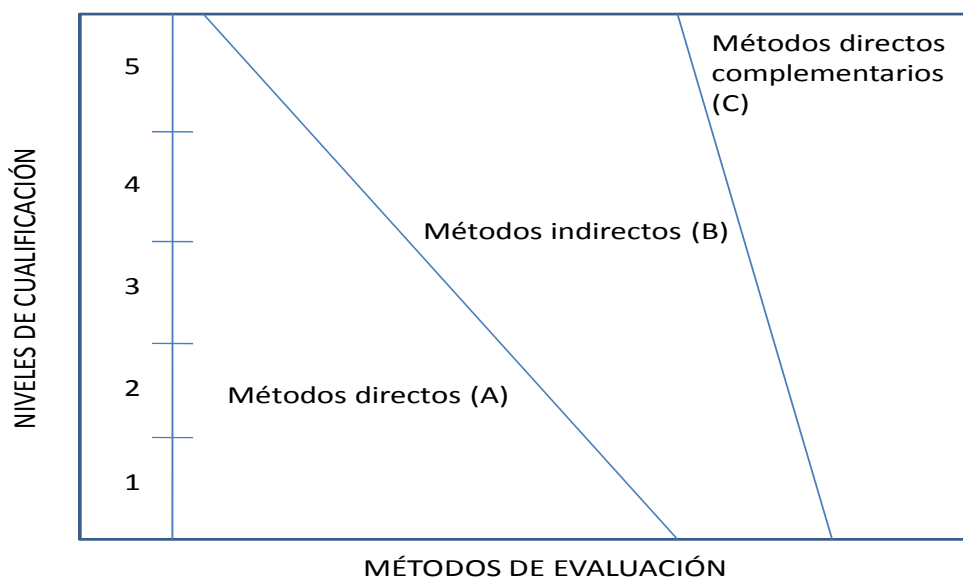 NIVELES DE CUALIFICACIÓN
5
4
3
2
1
Métodos directos
complementarios
(C)
Métodos indirectos (B)
Métodos directos (A)
MÉTODOS DE EVALUACIÓN